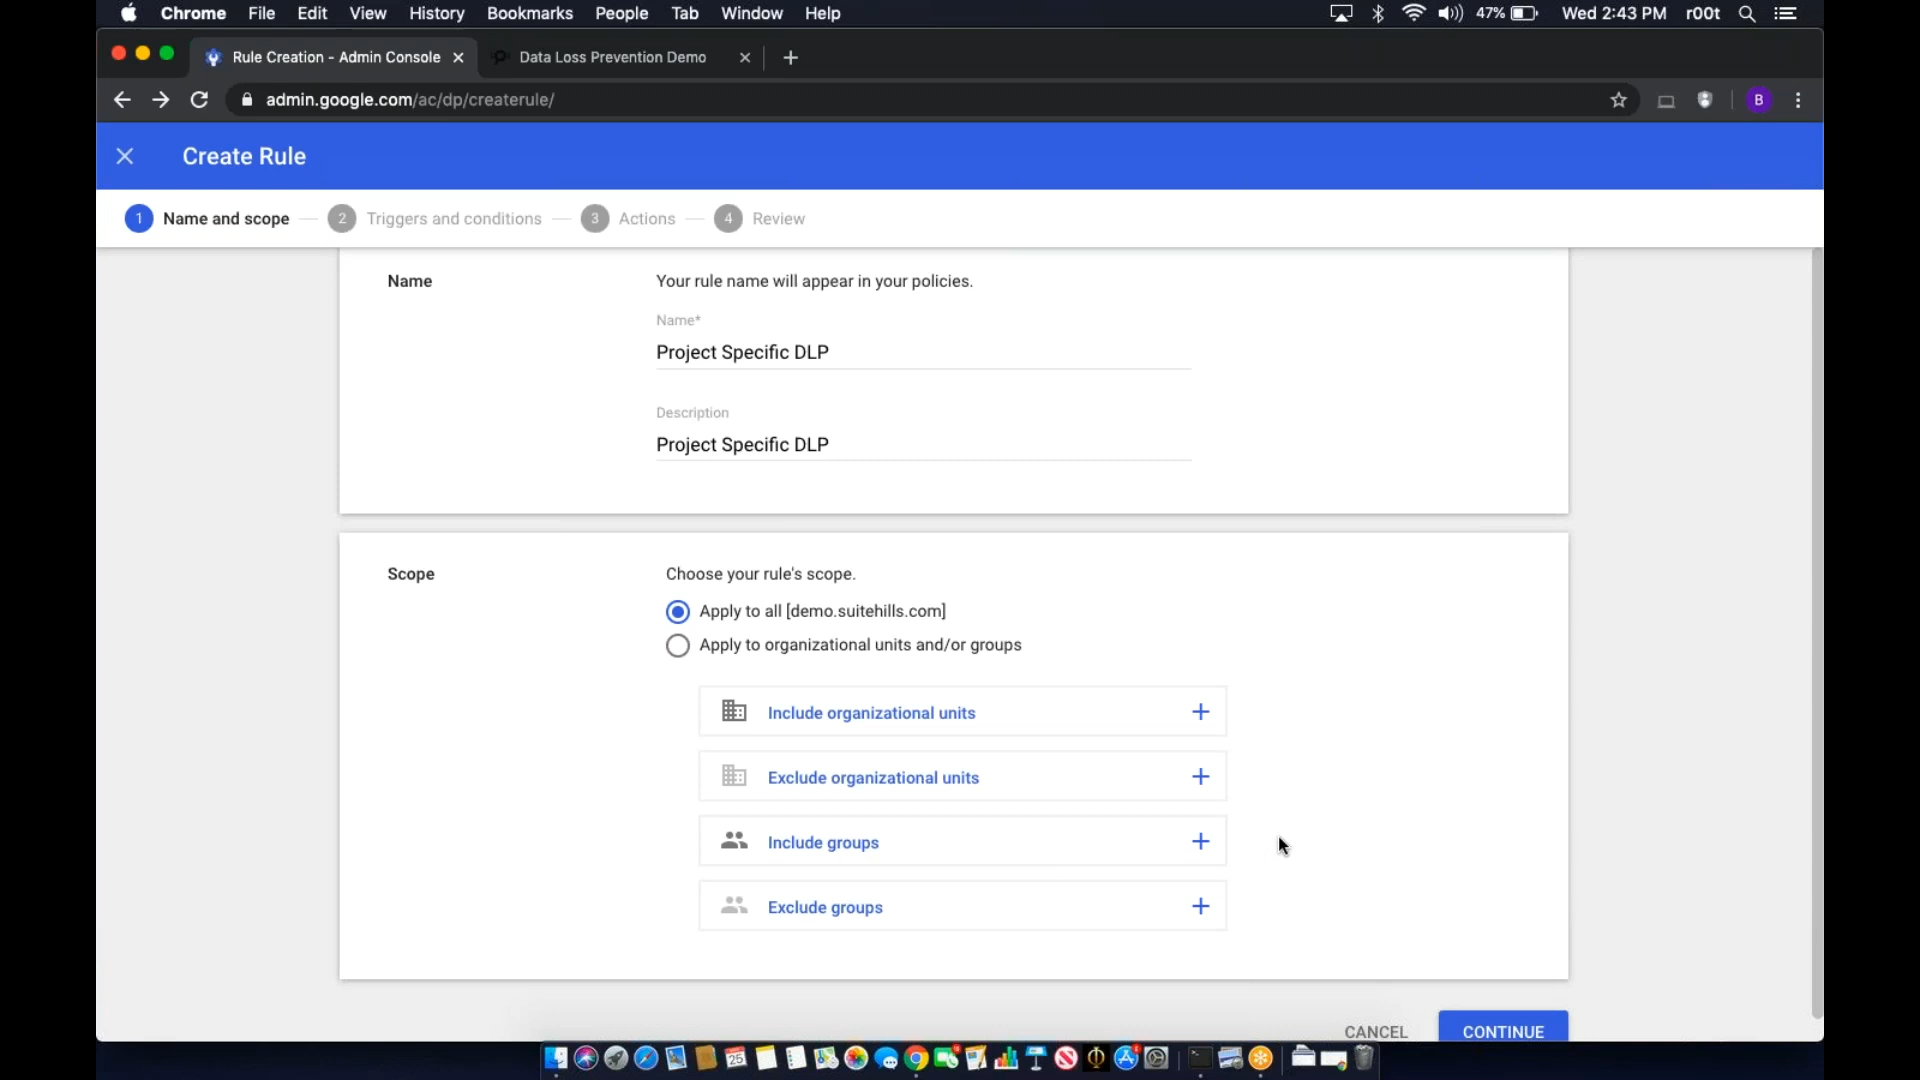 Chrome File Edit View History Bookmarks People Tab Window Help 47% Wed 2:43 PM r00t
Rule Creation - Admin Console Data Loss Prevention Demo
admin.google.com/ac/dp/createrule/ B
Create Rule
1 Name and scope 2 Triggers and conditions 3 Actions 4 Review
Name Your rule name will appear in your policies.
Name*
Project Specific DLP
Description
Project Specific DLP
Scope Choose your rule's scope.
Apply to all [demo.suitehills.com]
Apply to organizational units and/or groups
Include organizational units
Exclude organizational units
Include groups
Exclude groups
CANCEL CONTINUE
25